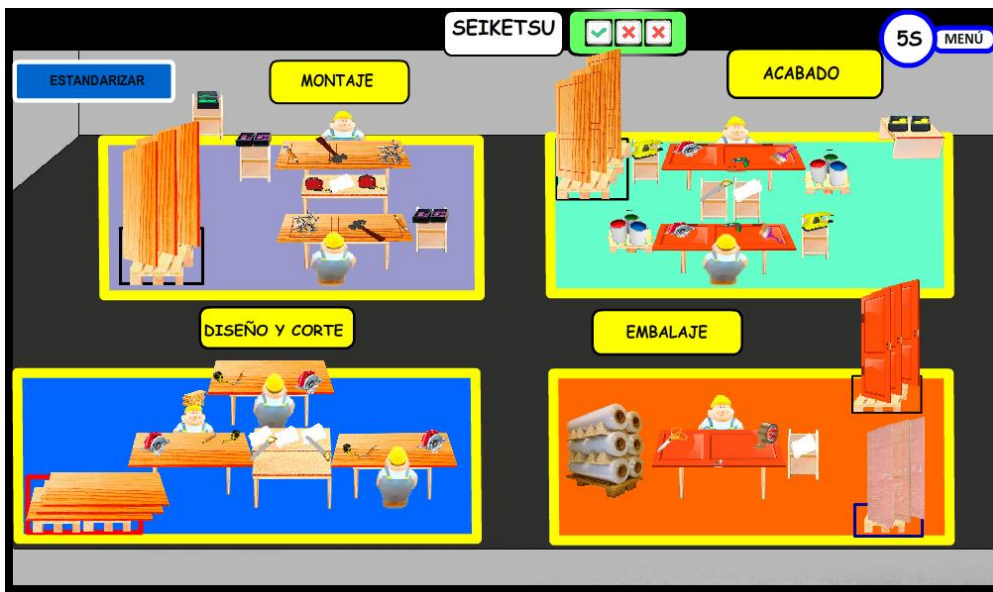 SEIKETSU
5S
MENÚ
ESTANDARIZAR
MONTAJE
ACABADO
DISEÑO Y CORTE
EMBALAJE